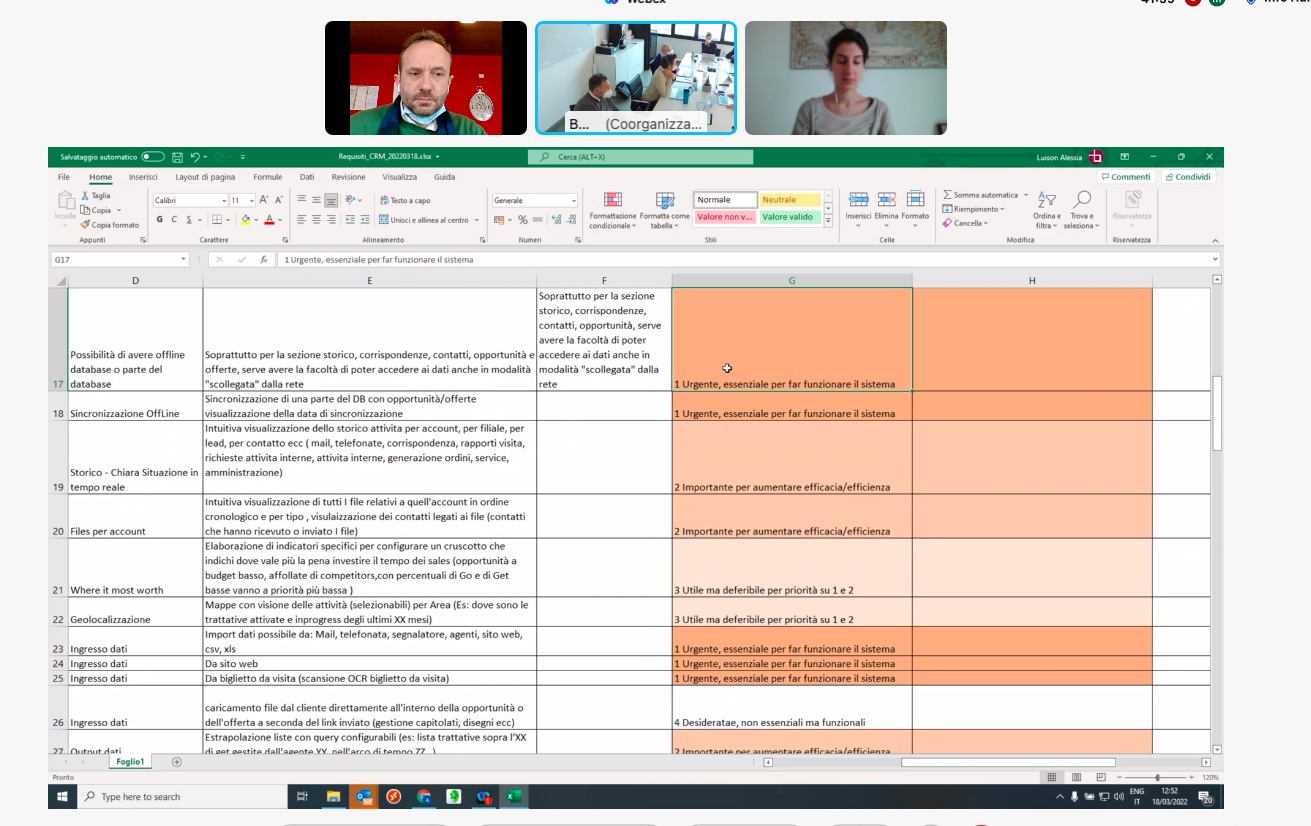 Webex
B... (Coorganizza...
Salvataggio automatico
Requisiti_CRM_20220318.xlsx
Cerca (ALT+X)
Luison Alessia
File Home Inserisci Layout di pagina Formule Dati Revisione Visualizza Guida
Commenti Condividi
Incolla
Taglia
Copia
Copia formato
Appunti
Calibri 11
G C S
Carattere
Testo a capo
Unisci e allinea al centro
Allineamento
Generale
% 000
Numeri
Formattazione condizionale
Formatta come tabella
Normale Neutrale
Valore non v... Valore valido
Stili
Inserisci Elimina Formato
Celle
Somma automatica
Riempimento
Cancella
Ordina e filtra
Trova e seleziona
Modifica
Riservatezza
Riservatezza
G17
fx 1 Urgente, essenziale per far funzionare il sistema
D E F G H
17
Possibilità di avere offline
database o parte del
database
Soprattutto per la sezione storico, corrispondenze, contatti, opportunità e
offerte, serve avere la facoltà di poter accedere ai dati anche in modalità
"scollegata" dalla rete
Soprattutto per la sezione
storico, corrispondenze,
contatti, opportunità, serve
avere la facoltà di poter
accedere ai dati anche in
modalità "scollegata" dalla
rete
1 Urgente, essenziale per far funzionare il sistema
18 Sincronizzazione OffLine
Sincronizzazione di una parte del DB con opportunità/offerte
visualizzazione della data di sincronizzazione
1 Urgente, essenziale per far funzionare il sistema
19
Storico - Chiara Situazione in
tempo reale
Intuitiva visualizzazione dello storico attivita per account, per filiale, per
lead, per contatto ecc ( mail, telefonate, corrispondenza, rapporti visita,
richieste attivita interne, attivita interne, generazione ordini, service,
amministrazione)
2 Importante per aumentare efficacia/efficienza
20 Files per account
Intuitiva visualizzazione di tutti I file relativi a quell'account in ordine
cronologico e per tipo , visulaizzazione dei contatti legati ai file (contatti
che hanno ricevuto o inviato I file)
2 Importante per aumentare efficacia/efficienza
21 Where it most worth
Elaborazione di indicatori specifici per configurare un cruscotto che
indichi dove vale più la pena investire il tempo dei sales (opportunità a
budget basso, affollate di competitors,con percentuali di Go e di Get
basse vanno a priorità più bassa )
3 Utile ma deferibile per priorità su 1 e 2
22 Geolocalizzazione
Mappe con visione delle attività (selezionabili) per Area (Es: dove sono le
trattative attivate e inprogress degli ultimi XX mesi)
3 Utile ma deferibile per priorità su 1 e 2
23 Ingresso dati
Import dati possibile da: Mail, telefonata, segnalatore, agenti, sito web,
csv, xls
1 Urgente, essenziale per far funzionare il sistema
24 Ingresso dati Da sito web 1 Urgente, essenziale per far funzionare il sistema
25 Ingresso dati Da biglietto da visita (scansione OCR biglietto da visita) 1 Urgente, essenziale per far funzionare il sistema
26 Ingresso dati
caricamento file dal cliente direttamente all'interno della opportunità o
dell'offerta a seconda del link inviato (gestione capitolati, disegni ecc)
4 Desideratae, non essenziali ma funzionali
27 Output dati
Estrapolazione liste con query configurabili (es: lista trattative sopra l'XX
di get gestite dall'agente YY, nell'arco di tempo ZZ..)
2 Importante per aumentare efficacia/efficienza
Foglio1
Pronto
120%
Type here to search
ENG
IT
12:52
18/03/2022
20